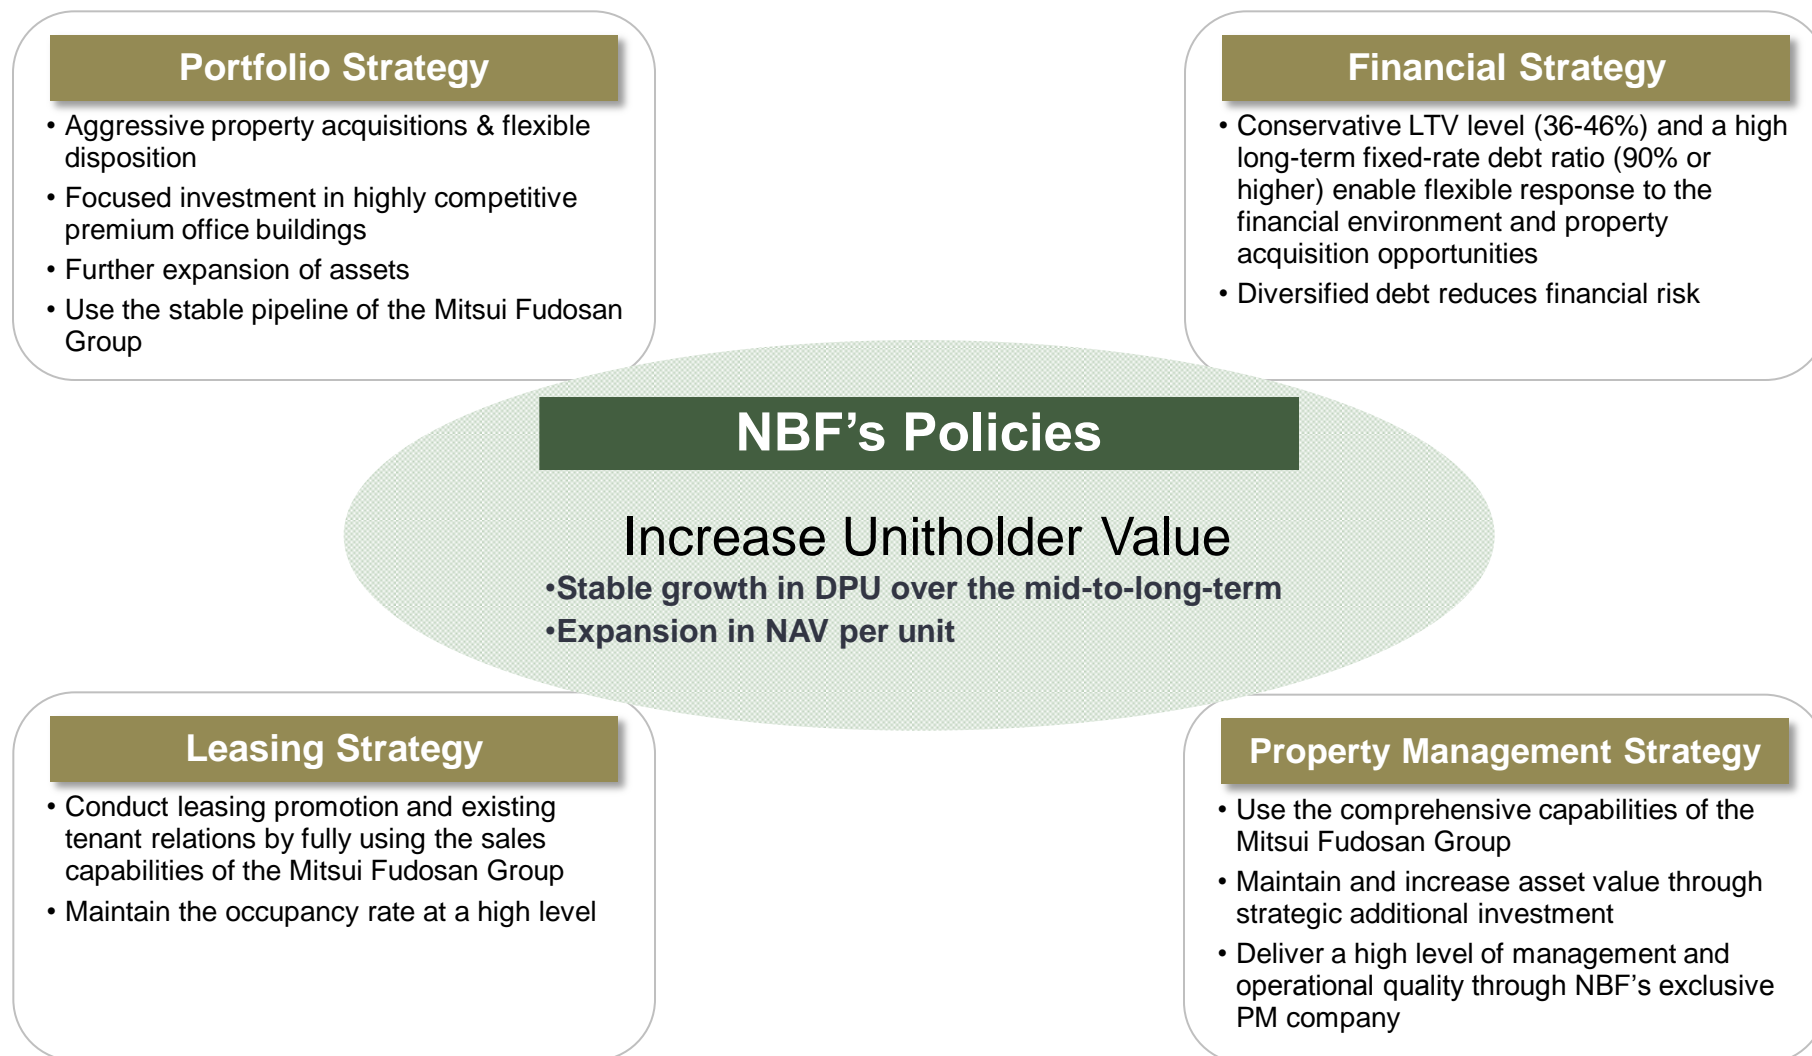 Portfolio Strategy
• Aggressive property acquisitions & flexible
disposition
• Focused investment in highly competitive
premium office buildings
• Further expansion of assets
• Use the stable pipeline of the Mitsui Fudosan
Group
Financial Strategy
• Conservative LTV level (36-46%) and a high
long-term fixed-rate debt ratio (90% or
higher) enable flexible response to the
financial environment and property
acquisition opportunities
• Diversified debt reduces financial risk
NBF’s Policies
Increase Unitholder Value
•Stable growth in DPU over the mid-to-long-term
•Expansion in NAV per unit
Leasing Strategy
• Conduct leasing promotion and existing
tenant relations by fully using the sales
capabilities of the Mitsui Fudosan Group
• Maintain the occupancy rate at a high level
Property Management Strategy
• Use the comprehensive capabilities of the
Mitsui Fudosan Group
• Maintain and increase asset value through
strategic additional investment
• Deliver a high level of management and
operational quality through NBF’s exclusive
PM company